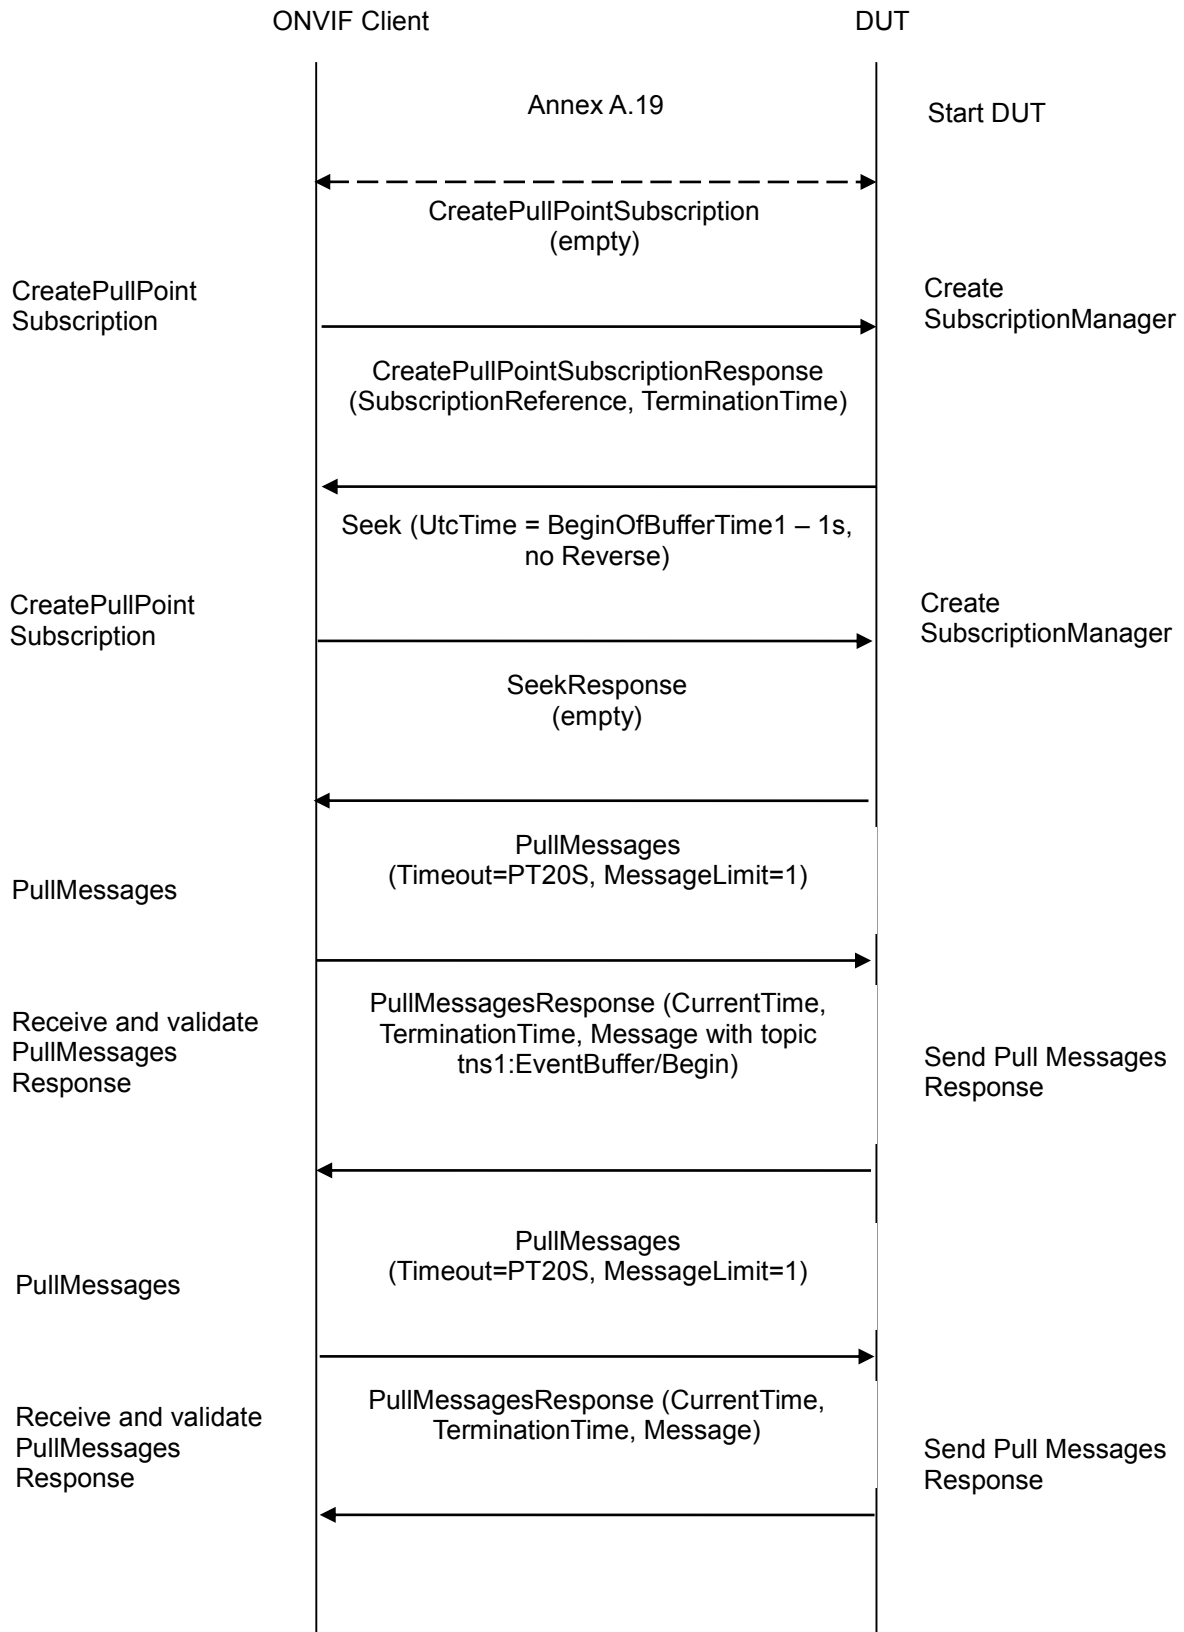 ONVIF Client
DUT
Annex A.19
Start DUT
CreatePullPointSubscription
(empty)
CreatePullPoint
Subscription
Create
SubscriptionManager
CreatePullPointSubscriptionResponse
(SubscriptionReference, TerminationTime)
Seek (UtcTime = BeginOfBufferTime1 – 1s,
no Reverse)
CreatePullPoint
Subscription
Create
SubscriptionManager
SeekResponse
(empty)
PullMessages
(Timeout=PT20S, MessageLimit=1)
PullMessages
PullMessagesResponse (CurrentTime,
TerminationTime, Message with topic
tns1:EventBuffer/Begin)
Receive and validate
PullMessages
Response
Send Pull Messages
Response
PullMessages
(Timeout=PT20S, MessageLimit=1)
PullMessages
PullMessagesResponse (CurrentTime,
TerminationTime, Message)
Receive and validate
PullMessages
Response
Send Pull Messages
Response